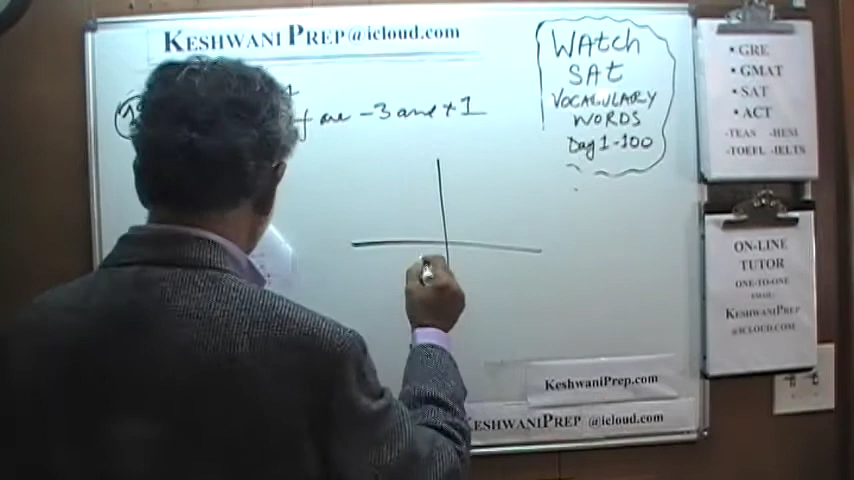 KESHWANI PREP@icloud.com
are -3 and +1
WAtch
SAt
VOCABULARY
WORDS
Day 1-100
• GRE
• GMAT
• SAT
• ACT
-TEAS -HESI
-TOEFL -IELTS
ON-LINE
TUTOR
ONE-TO-ONE
EMAIL:
KESHWANIPREP
@ICLOUD.COM
KeshwaniPrep.com
KESHWANIPREP @icloud.com